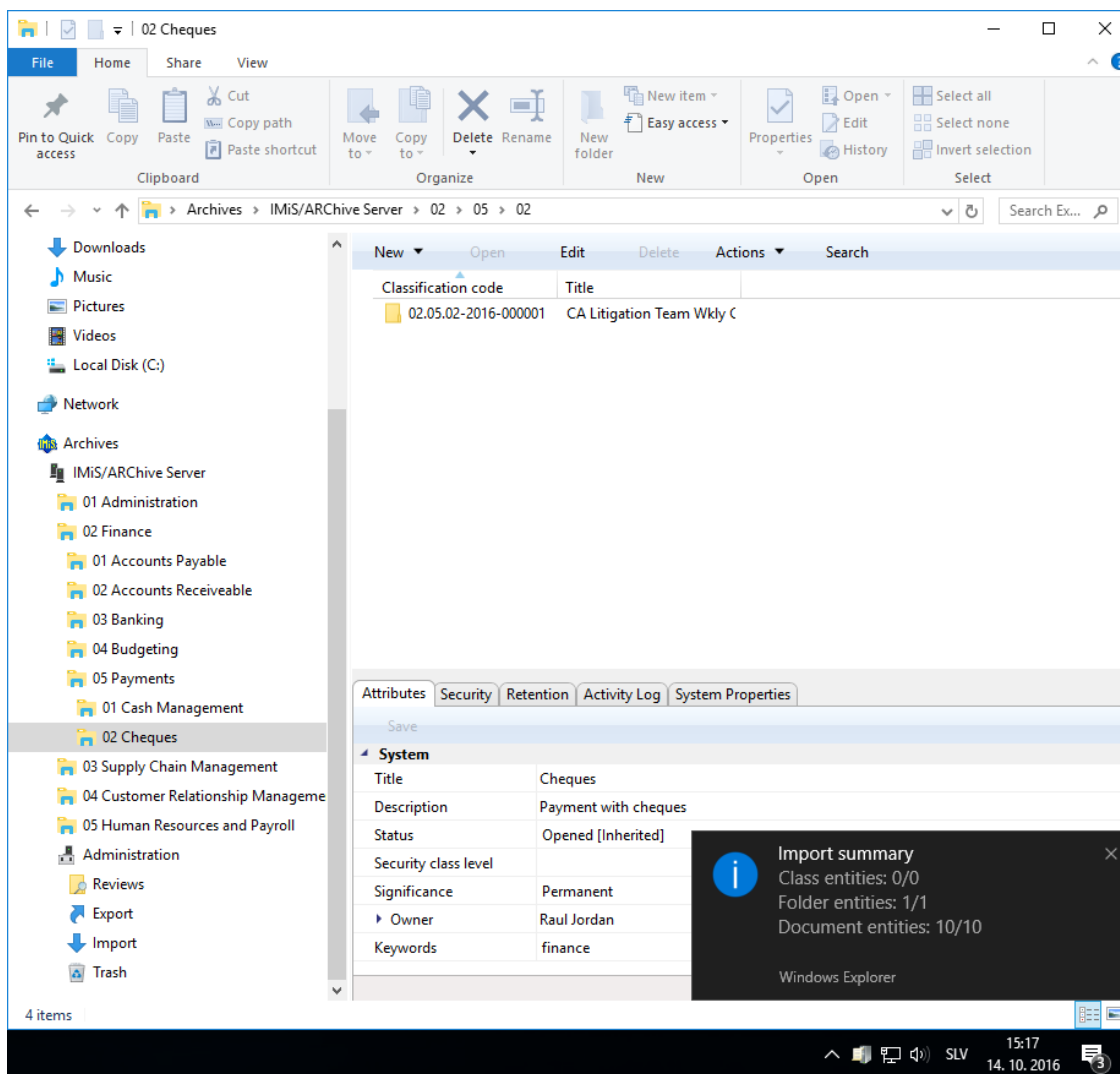 02 Cheques
File Home Share View
Pin to Quick access
Copy
Paste
Cut
Copy path
Paste shortcut
Clipboard
Move to
Copy to
Delete
Rename
Organize
New folder
New item
Easy access
New
Properties
Open
Edit
History
Open
Select all
Select none
Invert selection
Select
Archives > IMiS/ARChive Server > 02 > 05 > 02
Search Ex...
Downloads
Music
Pictures
Videos
Local Disk (C:)
Network
Archives
IMiS/ARChive Server
01 Administration
02 Finance
01 Accounts Payable
02 Accounts Receiveable
03 Banking
04 Budgeting
05 Payments
01 Cash Management
02 Cheques
03 Supply Chain Management
04 Customer Relationship Manageme
05 Human Resources and Payroll
Administration
Reviews
Export
Import
Trash
New Open Edit Delete Actions Search
Classification code Title
02.05.02-2016-000001 CA Litigation Team Wkly C
Attributes Security Retention Activity Log System Properties
Save
System
Title Cheques
Description Payment with cheques
Status Opened [Inherited]
Security class level
Significance Permanent
Owner Raul Jordan
Keywords finance
Import summary
Class entities: 0/0
Folder entities: 1/1
Document entities: 10/10
Windows Explorer
4 items
SLV
15:17
14. 10. 2016
3